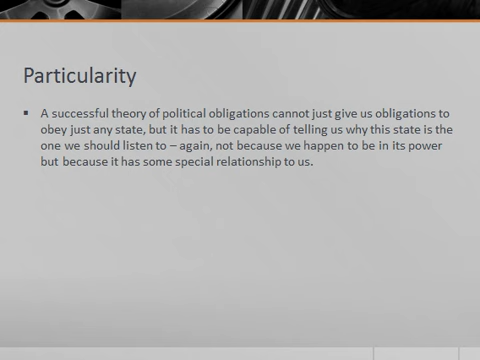 Particularity
▪ A successful theory of political obligations cannot just give us obligations to
obey just any state, but it has to be capable of telling us why this state is the
one we should listen to – again, not because we happen to be in its power
but because it has some special relationship to us.